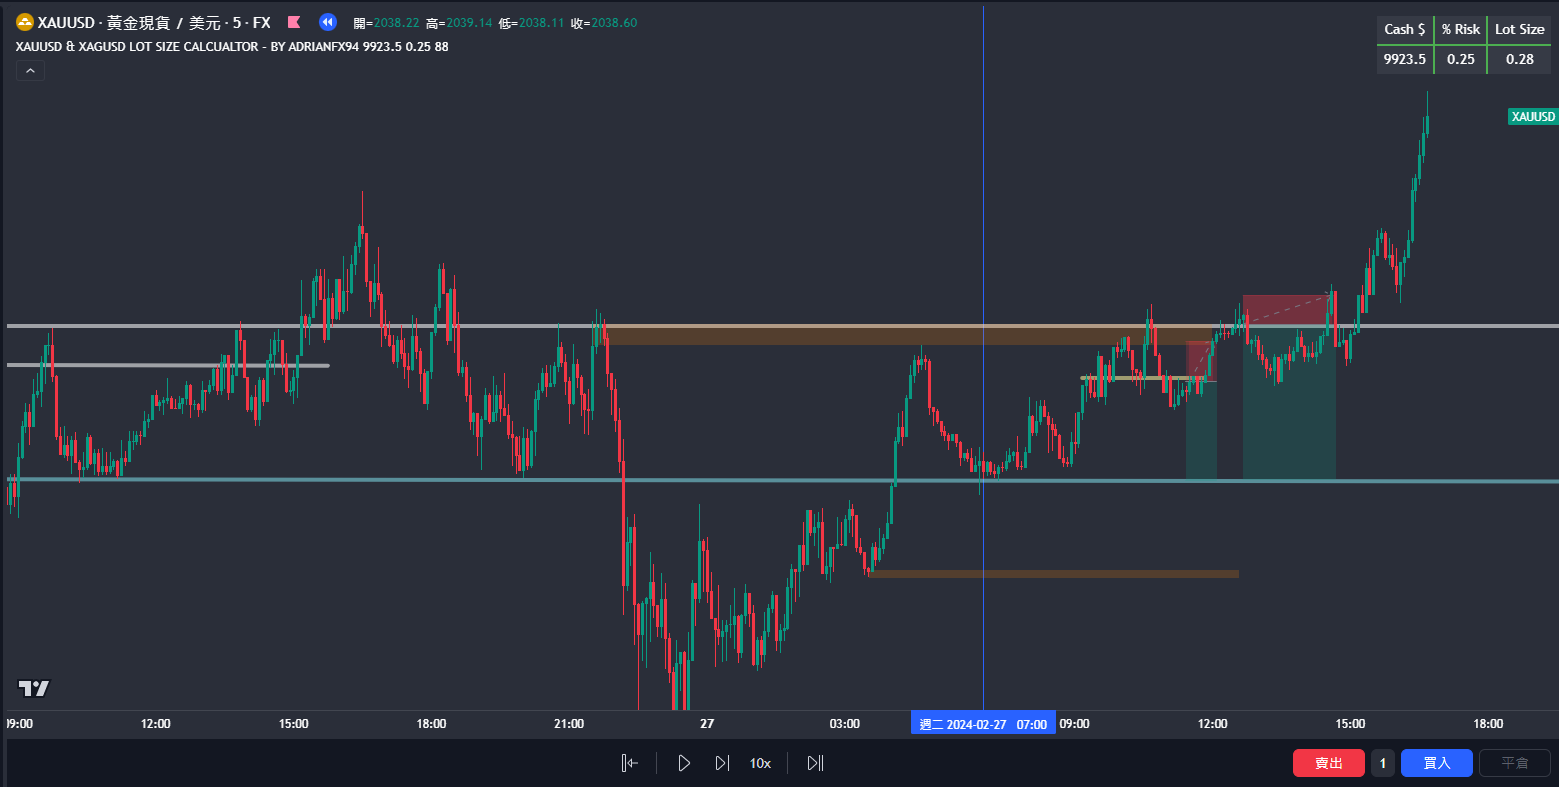 XAUUSD · 黃金現貨 / 美元 · 5 · FX 開=2038.22 高=2039.14 低=2038.11 收=2038.60
XAUUSD & XAGUSD LOT SIZE CALCUALTOR - BY ADRIANFX94 9923.5 0.25 88
Cash $ % Risk Lot Size
9923.5 0.25 0.28
XAUUSD
09:00 12:00 15:00 18:00 21:00 27 03:00 週二 2024-02-27 07:00 09:00 12:00 15:00 18:00
10x 賣出 1 買入 平倉